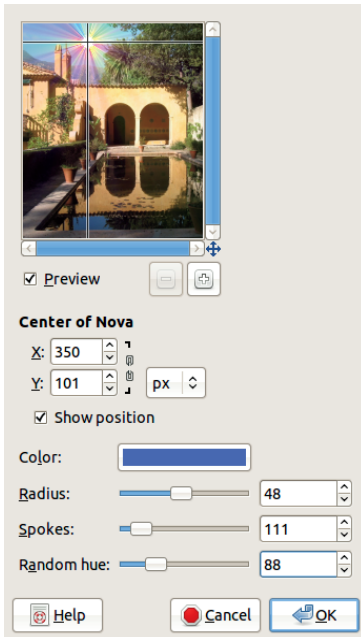 Preview
Center of Nova
X: 350
Y: 101 px
Show position
Color:
Radius: 48
Spokes: 111
Random hue: 88
Help Cancel OK